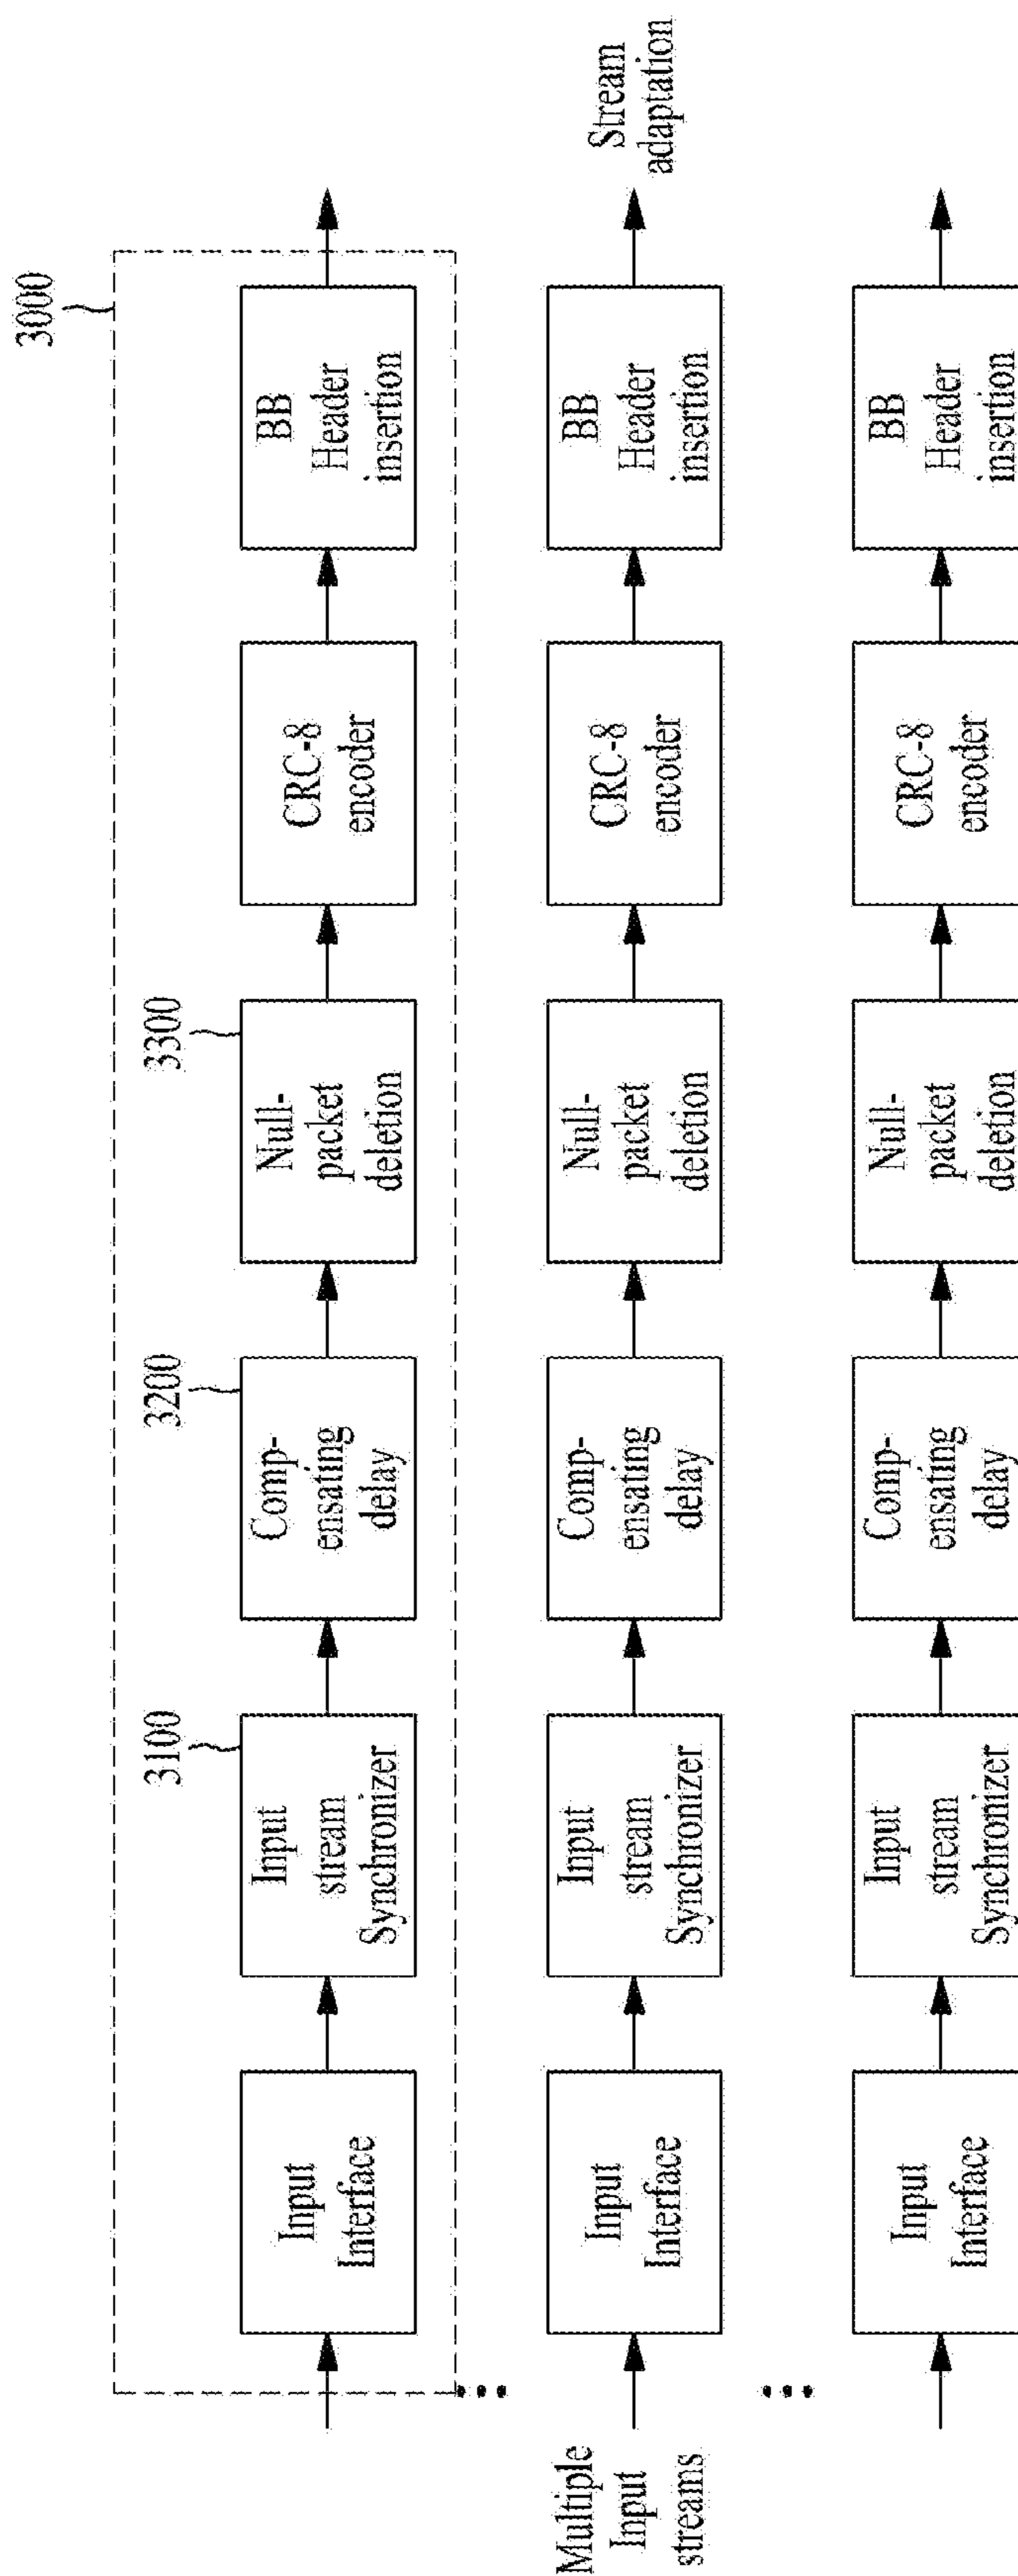 3000
3100
3200
3300
Input
Interface
Input
stream
Synchronizer
Comp-
ensating
delay
Null-
packet
deletion
CRC-8
encoder
BB
Header
insertion
Multiple
Input
streams
Input
Interface
Input
stream
Synchronizer
Comp-
ensating
delay
Null-
packet
deletion
CRC-8
encoder
BB
Header
insertion
Stream
adaptation
Input
Interface
Input
stream
Synchronizer
Comp-
ensating
delay
Null-
packet
deletion
CRC-8
encoder
BB
Header
insertion